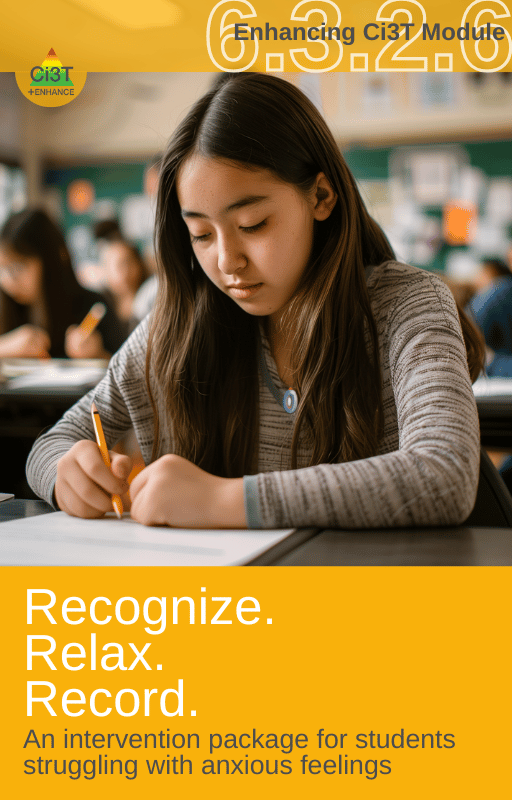 6.3.2.6
Enhancing Ci3T Module
Ci3T
+ENHANCE
Recognize.
Relax.
Record.
An intervention package for students
struggling with anxious feelings